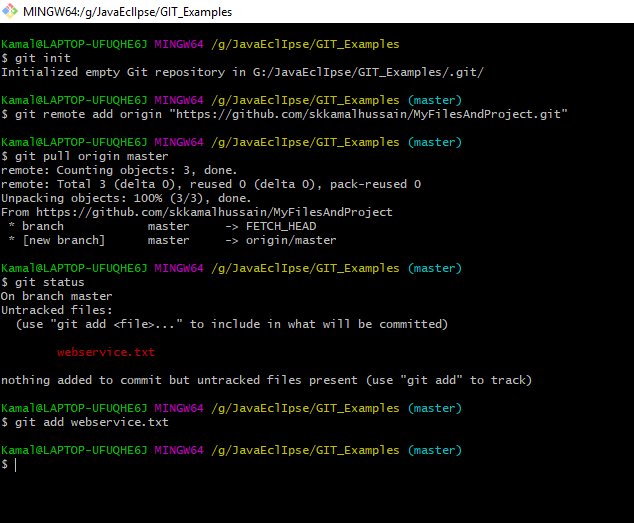 MINGW64:/g/JavaEclIpse/GIT_Examples
Kamal@LAPTOP-UFUQHE6J MINGW64 /g/JavaEclIpse/GIT_Examples
$ git init
Initialized empty Git repository in G:/JavaEclIpse/GIT_Examples/.git/
Kamal@LAPTOP-UFUQHE6J MINGW64 /g/JavaEclIpse/GIT_Examples (master)
$ git remote add origin "https://github.com/skkamalhussain/MyFilesAndProject.git"
Kamal@LAPTOP-UFUQHE6J MINGW64 /g/JavaEclIpse/GIT_Examples (master)
$ git pull origin master
remote: Counting objects: 3, done.
remote: Total 3 (delta 0), reused 0 (delta 0), pack-reused 0
Unpacking objects: 100% (3/3), done.
From https://github.com/skkamalhussain/MyFilesAndProject
 * branch            master     -> FETCH_HEAD
 * [new branch]      master     -> origin/master
Kamal@LAPTOP-UFUQHE6J MINGW64 /g/JavaEclIpse/GIT_Examples (master)
$ git status
On branch master
Untracked files:
  (use "git add <file>..." to include in what will be committed)
        webservice.txt
nothing added to commit but untracked files present (use "git add" to track)
Kamal@LAPTOP-UFUQHE6J MINGW64 /g/JavaEclIpse/GIT_Examples (master)
$ git add webservice.txt
Kamal@LAPTOP-UFUQHE6J MINGW64 /g/JavaEclIpse/GIT_Examples (master)
$